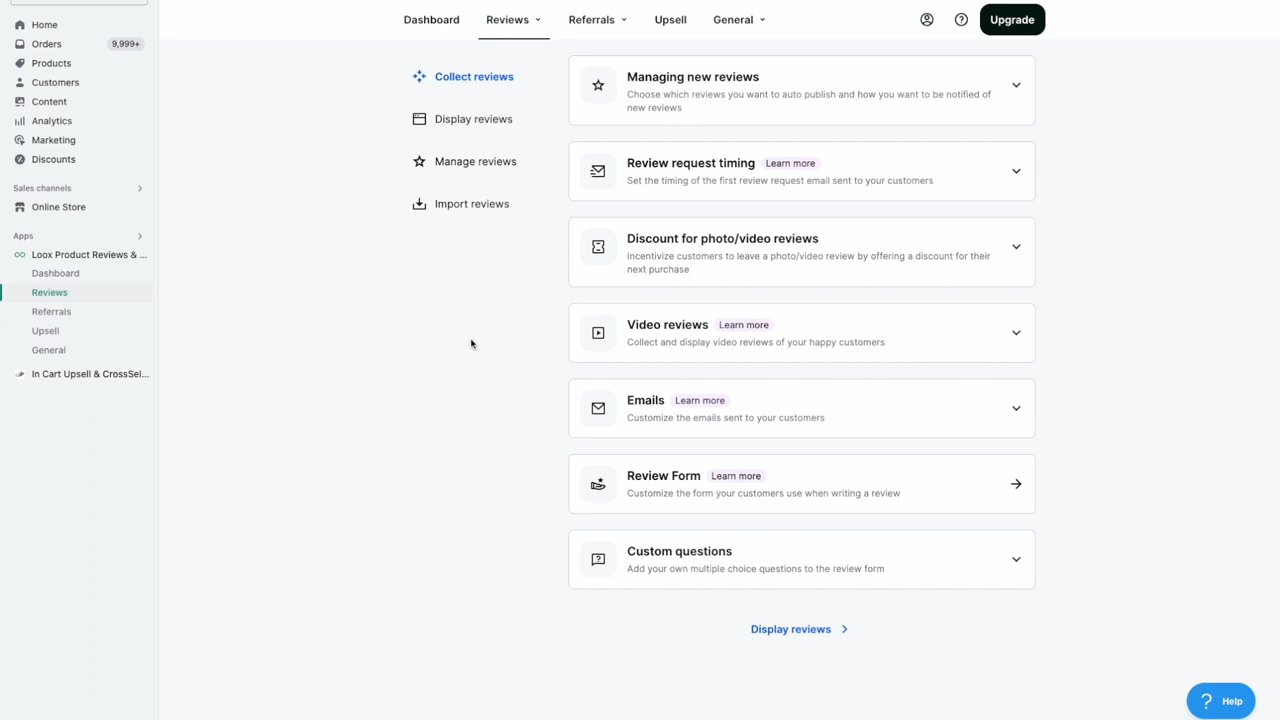 Dashboard
Reviews
Referrals
Upsell
General
Upgrade
Home
Orders
9,999+
Products
Customers
Content
Analytics
Marketing
Discounts
Sales channels
Online Store
Apps
Loox Product Reviews & ...
Dashboard
Reviews
Referrals
Upsell
General
In Cart Upsell & CrossSel...
Collect reviews
Display reviews
Manage reviews
Import reviews
Managing new reviews
Choose which reviews you want to auto publish and how you want to be notified of
new reviews
Review request timing Learn more
Set the timing of the first review request email sent to your customers
Discount for photo/video reviews
Incentivize customers to leave a photo/video review by offering a discount for their
next purchase
Video reviews Learn more
Collect and display video reviews of your happy customers
Emails Learn more
Customize the emails sent to your customers
Review Form Learn more
Customize the form your customers use when writing a review
Custom questions
Add your own multiple choice questions to the review form
Display reviews
? Help